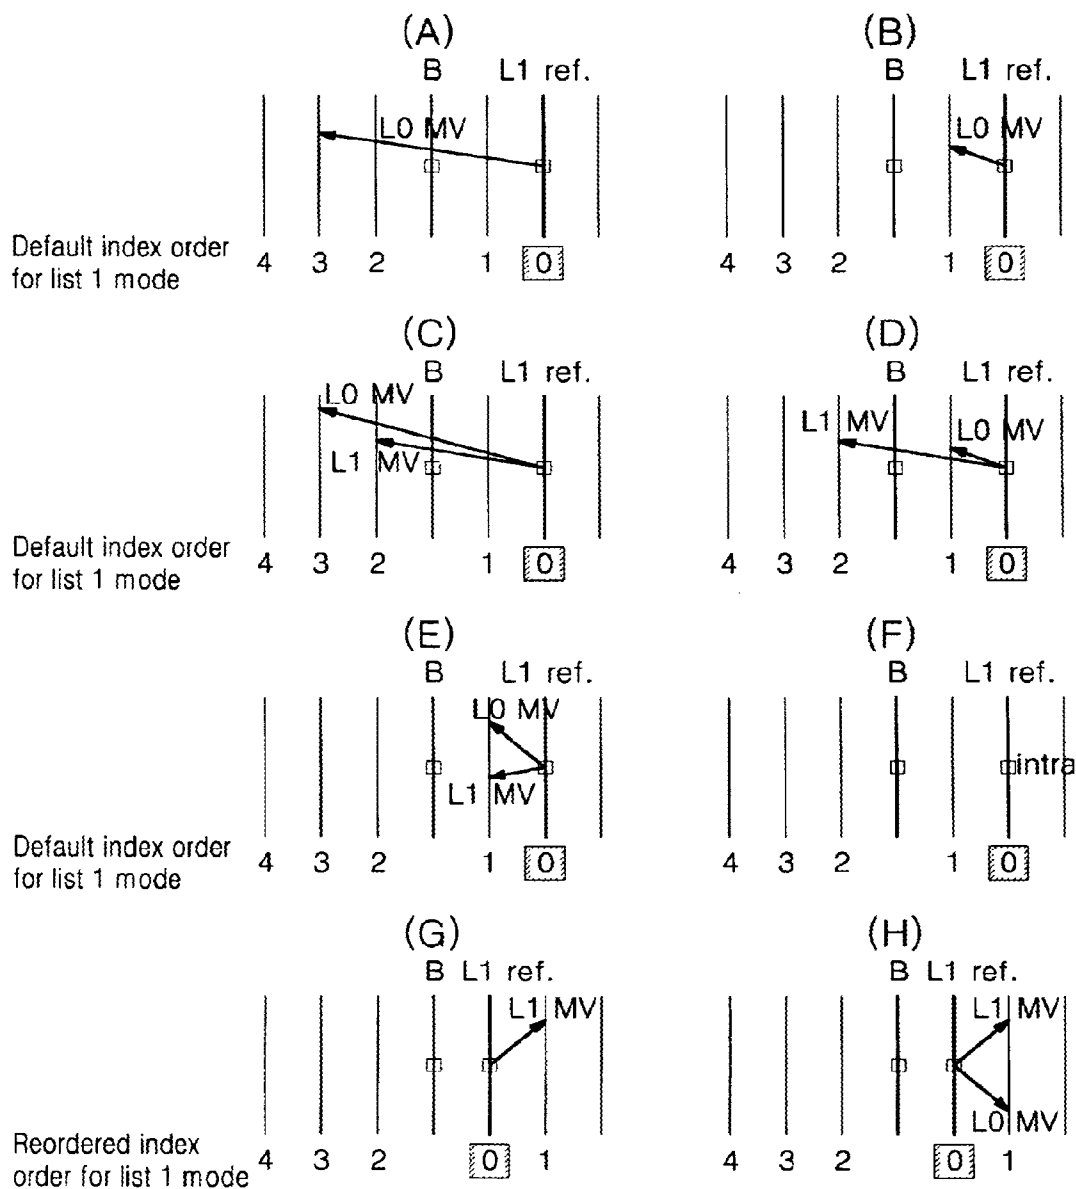 (A) (B)
B L1 ref. B L1 ref.
L0 MV L0 MV
Default index order
for list 1 mode
4 3 2 1 0 4 3 2 1 0
(C) (D)
B L1 ref. B L1 ref.
L0 MV L1 MV L0 MV
L1 MV
Default index order
for list 1 mode
4 3 2 1 0 4 3 2 1 0
(E) (F)
B L1 ref. B L1 ref.
L0 MV
L1 MV intra
Default index order
for list 1 mode
4 3 2 1 0 4 3 2 1 0
(G) (H)
B L1 ref. B L1 ref.
L1 MV L1 MV
L0 MV
Reordered index
order for list 1 mode
4 3 2 0 1 4 3 2 0 1